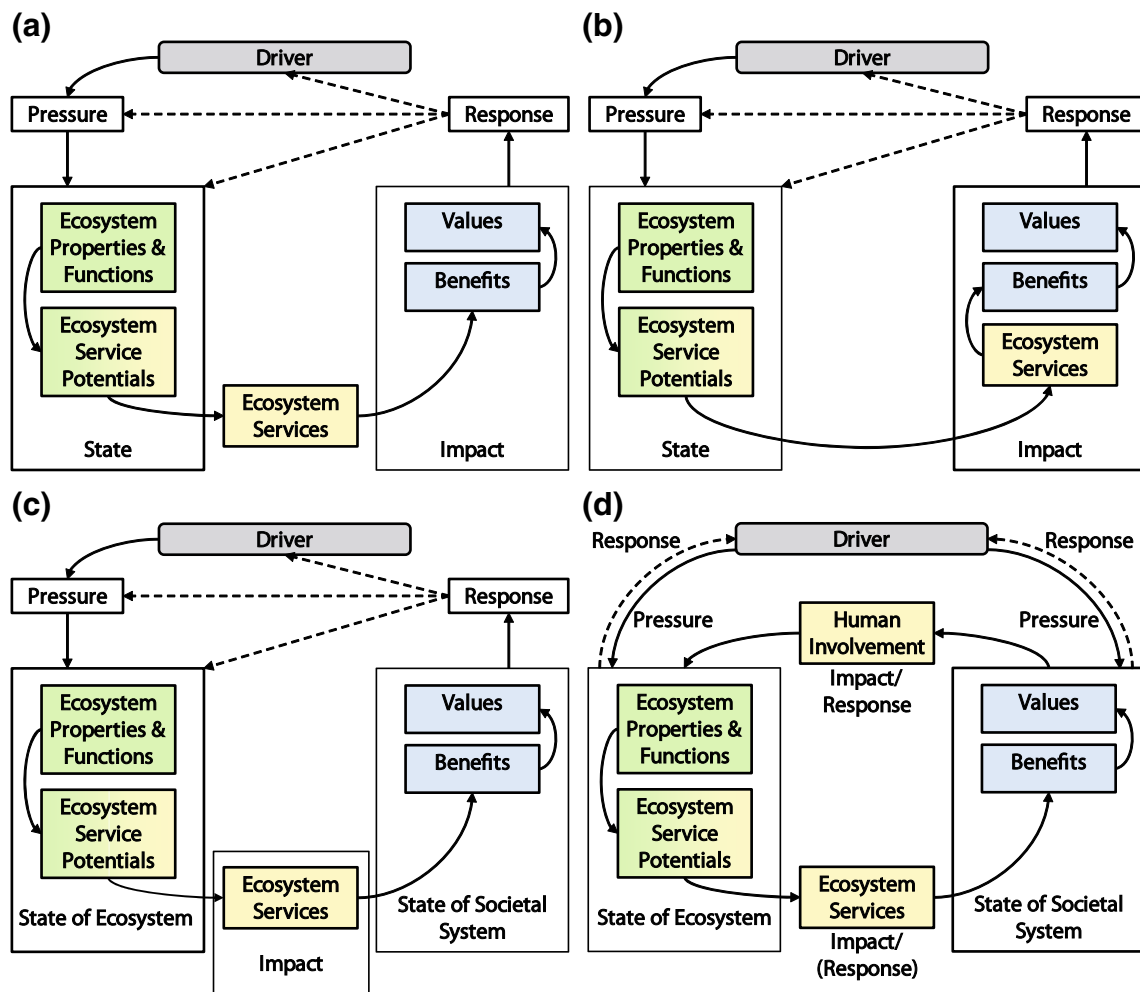 (a)
Driver
Pressure
Response
Ecosystem
Properties &
Functions
Ecosystem
Service
Potentials
State
Ecosystem
Services
Values
Benefits
Impact
(b)
Driver
Pressure
Response
Ecosystem
Properties &
Functions
Ecosystem
Service
Potentials
State
Values
Benefits
Ecosystem
Services
Impact
(c)
Driver
Pressure
Response
Ecosystem
Properties &
Functions
Ecosystem
Service
Potentials
State of Ecosystem
Ecosystem
Services
Impact
Values
Benefits
State of Societal
System
(d)
Response
Driver
Response
Pressure
Human
Involvement
Impact/
Response
Pressure
Ecosystem
Properties &
Functions
Ecosystem
Service
Potentials
State of Ecosystem
Ecosystem
Services
Impact/
(Response)
Values
Benefits
State of Societal
System